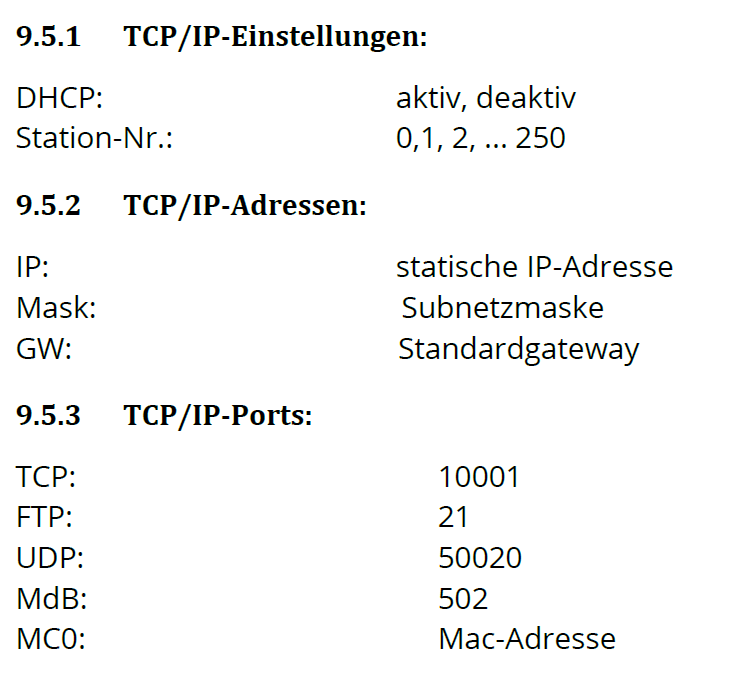 9.5.1 TCP/IP-Einstellungen:
DHCP: aktiv, deaktiv
Station-Nr.: 0,1, 2, ... 250
9.5.2 TCP/IP-Adressen:
IP: statische IP-Adresse
Mask: Subnetzmaske
GW: Standardgateway
9.5.3 TCP/IP-Ports:
TCP: 10001
FTP: 21
UDP: 50020
MdB: 502
MC0: Mac-Adresse